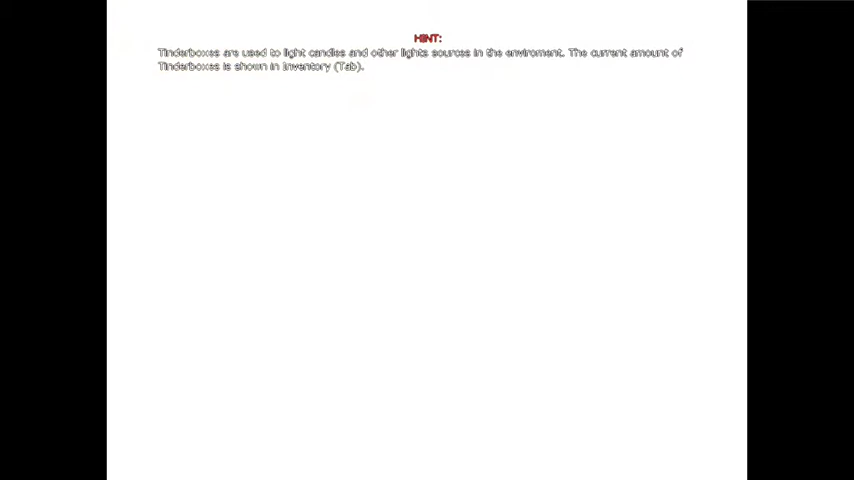 HINT:
Tinderboxes are used to light candles and other lights sources in the enviroment. The current amount of
Tinderboxes is shown in Inventory (Tab).